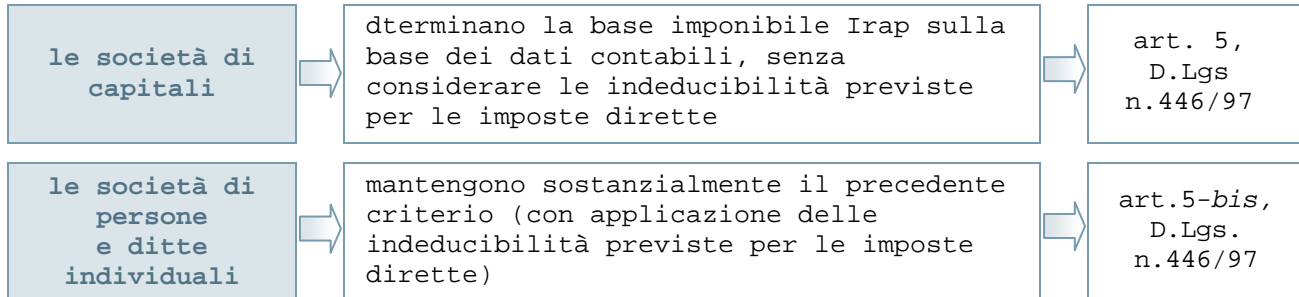 le società di
capitali
dterminano la base imponibile Irap sulla
base dei dati contabili, senza
considerare le indeducibilità previste
per le imposte dirette
art. 5,
D.Lgs
n.446/97
le società di
persone
e ditte
individuali
mantengono sostanzialmente il precedente
criterio (con applicazione delle
indeducibilità previste per le imposte
dirette)
art.5-bis,
D.Lgs.
n.446/97